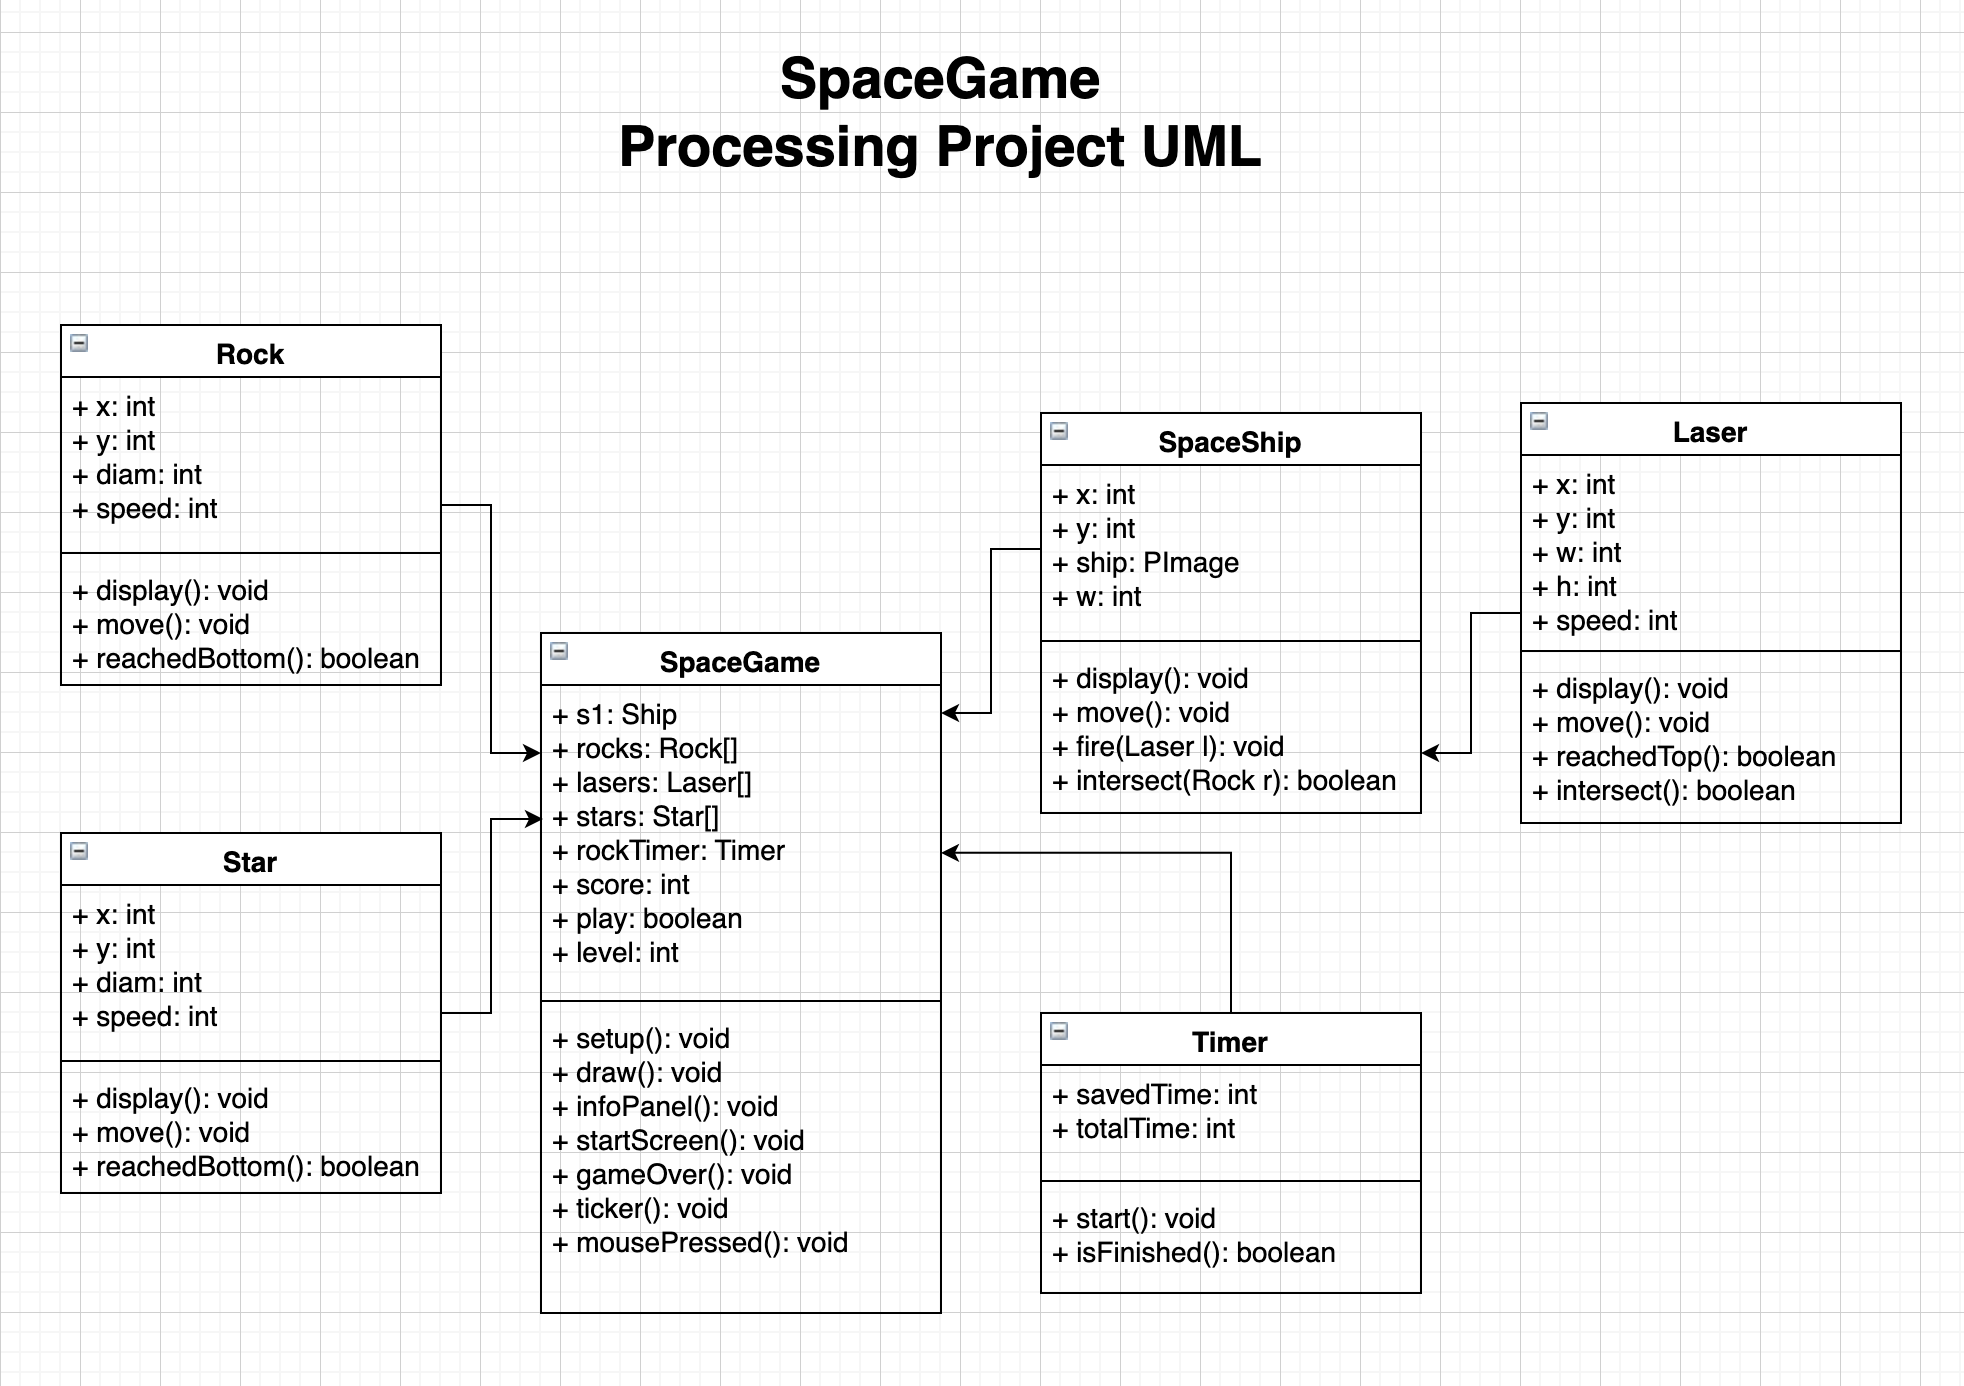 SpaceGame
Processing Project UML
Rock
+ x: int
+ y: int
+ diam: int
+ speed: int
+ display(): void
+ move(): void
+ reachedBottom(): boolean
Star
+ x: int
+ y: int
+ diam: int
+ speed: int
+ display(): void
+ move(): void
+ reachedBottom(): boolean
SpaceGame
+ s1: Ship
+ rocks: Rock[]
+ lasers: Laser[]
+ stars: Star[]
+ rockTimer: Timer
+ score: int
+ play: boolean
+ level: int
+ setup(): void
+ draw(): void
+ infoPanel(): void
+ startScreen(): void
+ gameOver(): void
+ ticker(): void
+ mousePressed(): void
SpaceShip
+ x: int
+ y: int
+ ship: PImage
+ w: int
+ display(): void
+ move(): void
+ fire(Laser l): void
+ intersect(Rock r): boolean
Laser
+ x: int
+ y: int
+ w: int
+ h: int
+ speed: int
+ display(): void
+ move(): void
+ reachedTop(): boolean
+ intersect(): boolean
Timer
+ savedTime: int
+ totalTime: int
+ start(): void
+ isFinished(): boolean